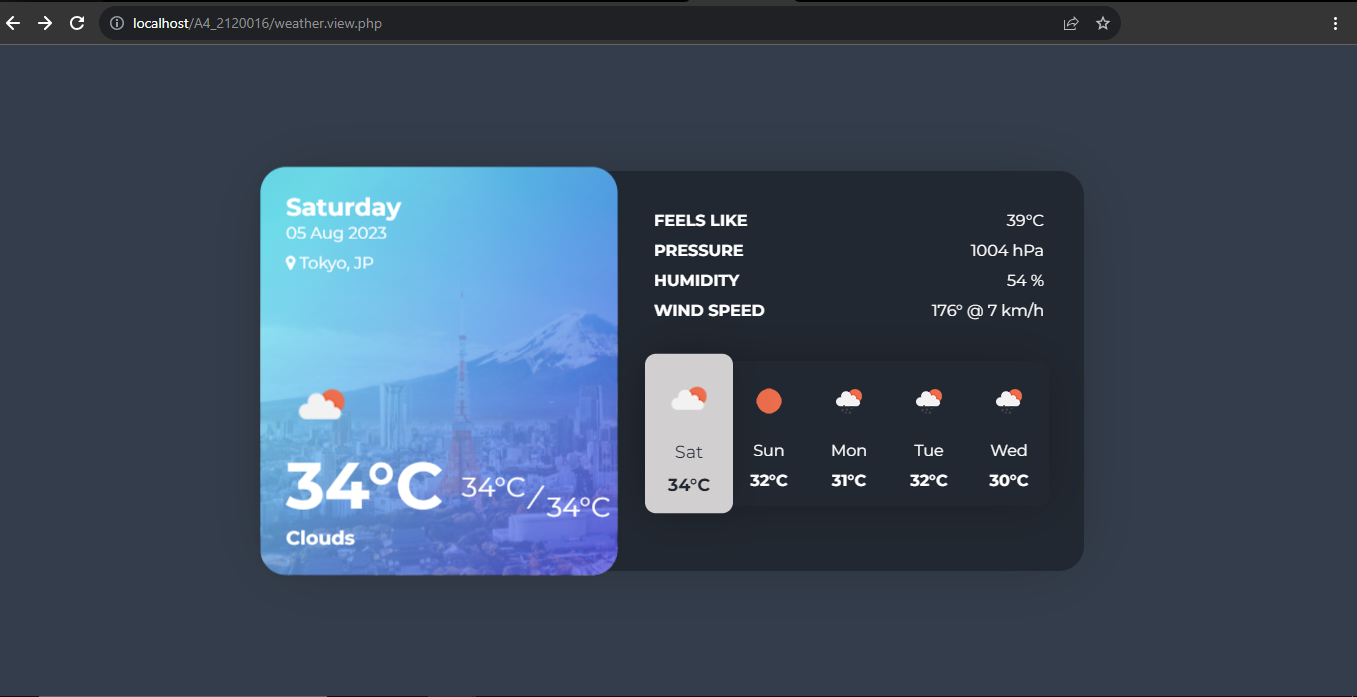 localhost/A4_2120016/weather.view.php
Saturday
05 Aug 2023
Tokyo, JP
34°C 34°C / 34°C
Clouds
FEELS LIKE 39°C
PRESSURE 1004 hPa
HUMIDITY 54 %
WIND SPEED 176° @ 7 km/h
Sat Sun Mon Tue Wed
34°C 32°C 31°C 32°C 30°C